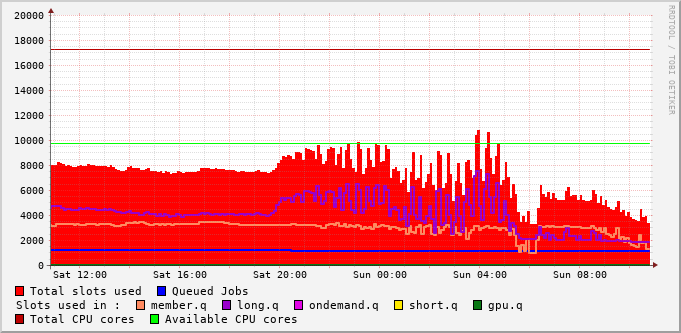 20000
18000
16000
14000
12000
10000
8000
6000
4000
2000
0
Sat 12:00 Sat 16:00 Sat 20:00 Sun 00:00 Sun 04:00 Sun 08:00
RRDTOOL / TOBI OETIKER
Total slots used Queued Jobs
Slots used in : member.q long.q ondemand.q short.q gpu.q
Total CPU cores Available CPU cores